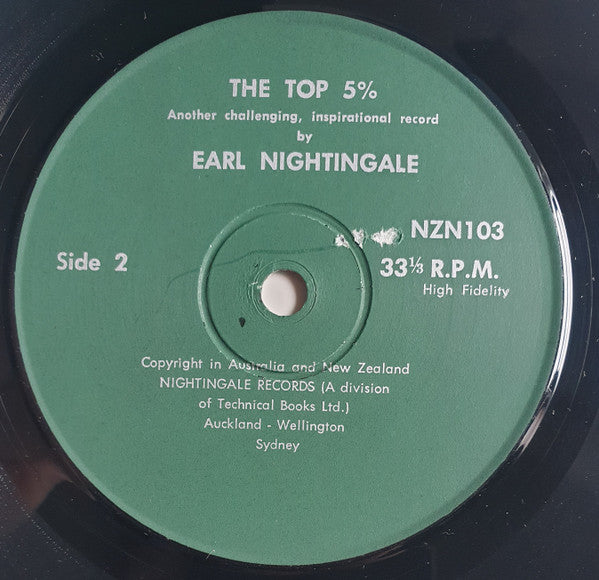 THE TOP 5%
Another challenging, inspirational record
by
EARL NIGHTINGALE
NZN103
Side 2
33⅓ R.P.M.
High Fidelity
Copyright in Australia and New Zealand
NIGHTINGALE RECORDS (A division
of Technical Books Ltd.)
Auckland - Wellington
Sydney